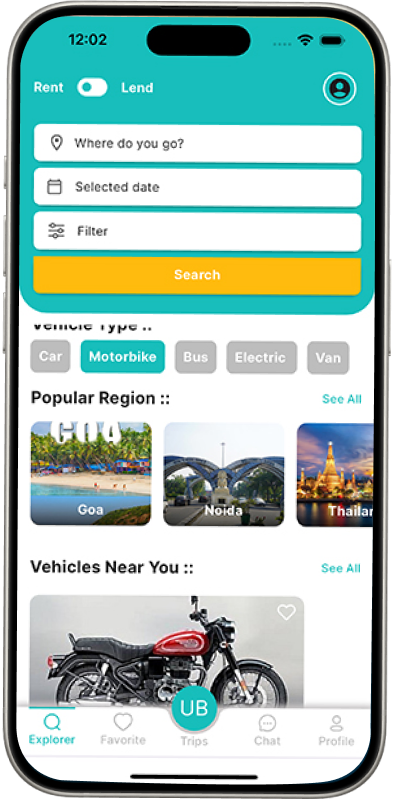 12:02
Rent Lend
Where do you go?
Selected date
Filter
Search
Vehicle Type ::
Car Motorbike Bus Electric Van
Popular Region :: See All
GOA
Goa Noida Thailan
Vehicles Near You :: See All
UB
Explorer Favorite Trips Chat Profile